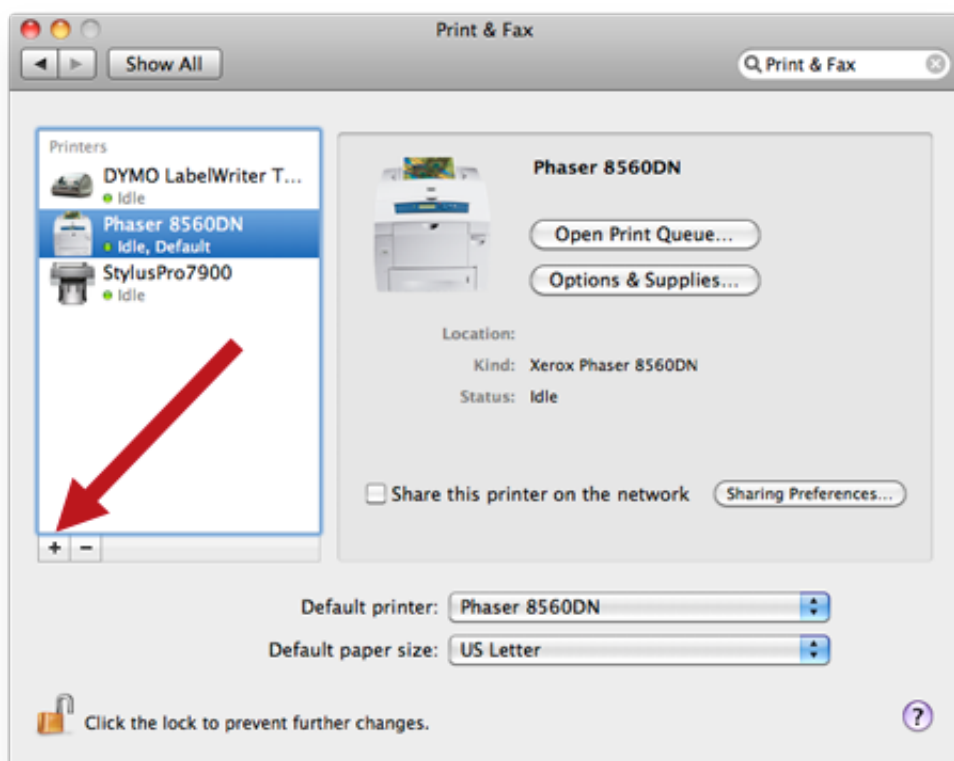 Print & Fax
Show All
Print & Fax
Printers
DYMO LabelWriter T...
Idle
Phaser 8560DN
Idle, Default
StylusPro7900
Idle
Phaser 8560DN
Open Print Queue...
Options & Supplies...
Location:
Kind: Xerox Phaser 8560DN
Status: Idle
Share this printer on the network Sharing Preferences...
+ −
Default printer: Phaser 8560DN
Default paper size: US Letter
Click the lock to prevent further changes.
?